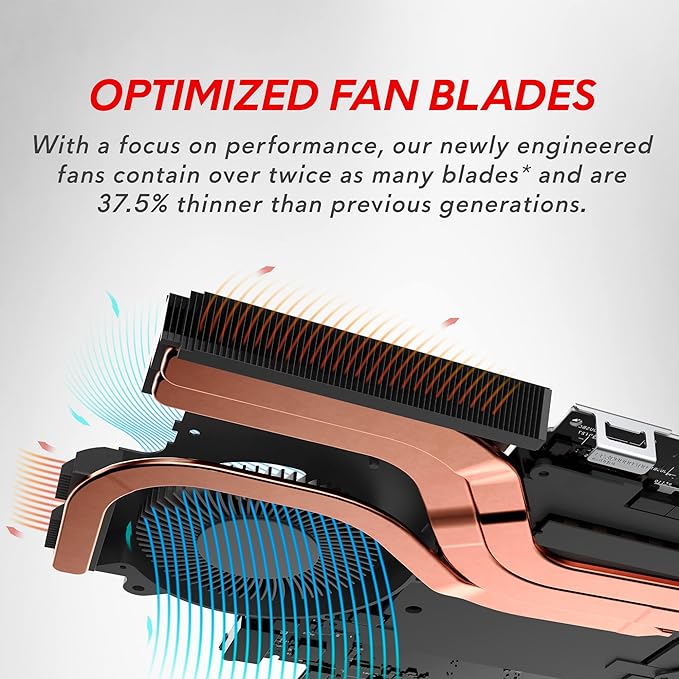 OPTIMIZED FAN BLADES
With a focus on performance, our newly engineered
fans contain over twice as many blades* and are
37.5% thinner than previous generations.